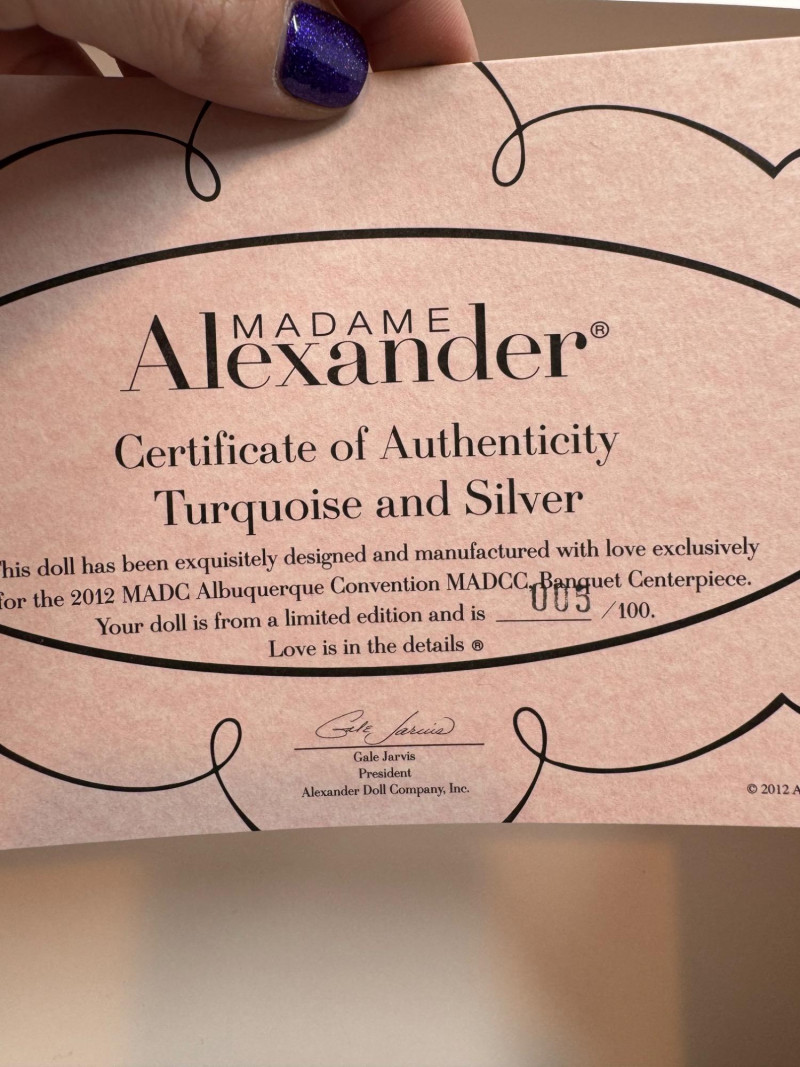 MADAME
Alexander®
Certificate of Authenticity
Turquoise and Silver
his doll has been exquisitely designed and manufactured with love exclusively
for the 2012 MADC Albuquerque Convention MADCC, Banquet Centerpiece.
Your doll is from a limited edition and is 005 /100.
Love is in the details ®
Gale Jarvis
Gale Jarvis
President
Alexander Doll Company, Inc.
© 2012 A